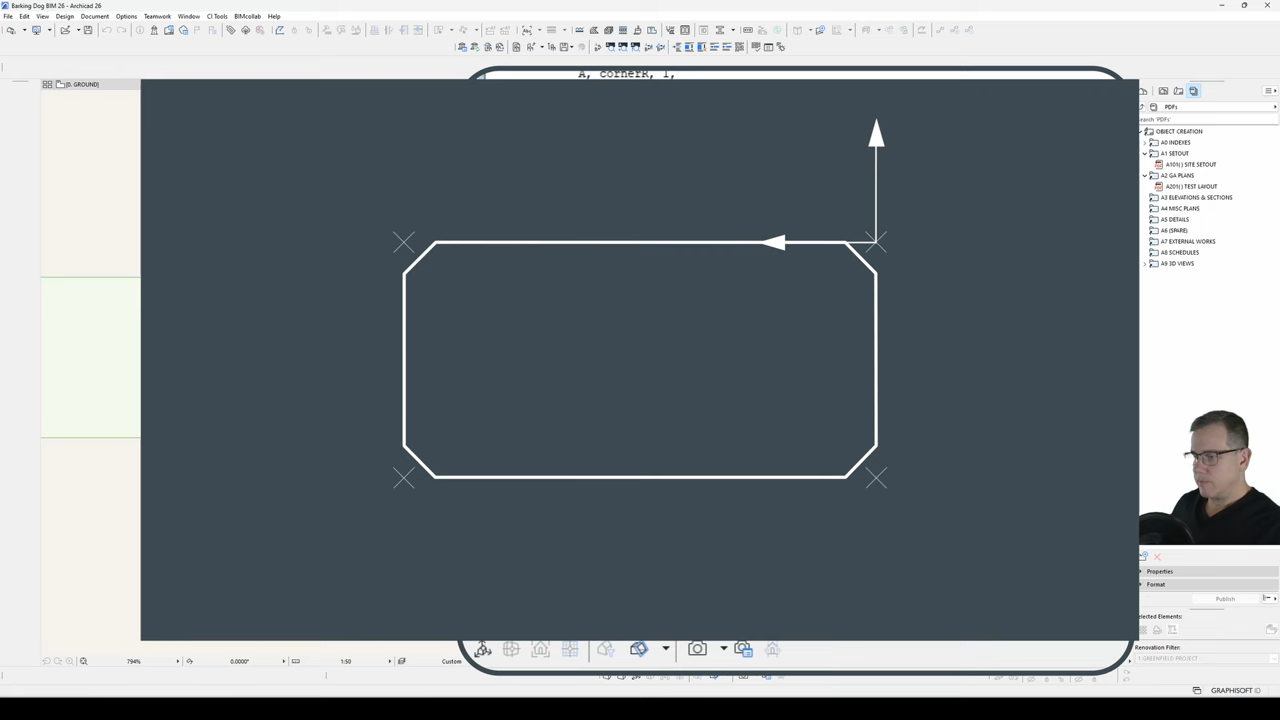 Barking Dog BIM 26 - Archicad 26
File Edit View Design Document Options Teamwork Window CI Tools BIMcollab Help
A, cornerR, 1,
[0. GROUND]
PDFs
Search 'PDFs'
OBJECT CREATION
A0 INDEXES
A1 SETOUT
A101( ) SITE SETOUT
A2 GA PLANS
A201( ) TEST LAYOUT
A3 ELEVATIONS & SECTIONS
A4 MISC PLANS
A5 DETAILS
A6 (SPARE)
A7 EXTERNAL WORKS
A8 SCHEDULES
A9 3D VIEWS
Properties
Format
Publish
Selected Elements:
Renovation Filter:
1 GREENFIELD PROJECT
794% 0.0000° 1:50 Custom
GRAPHISOFT ID